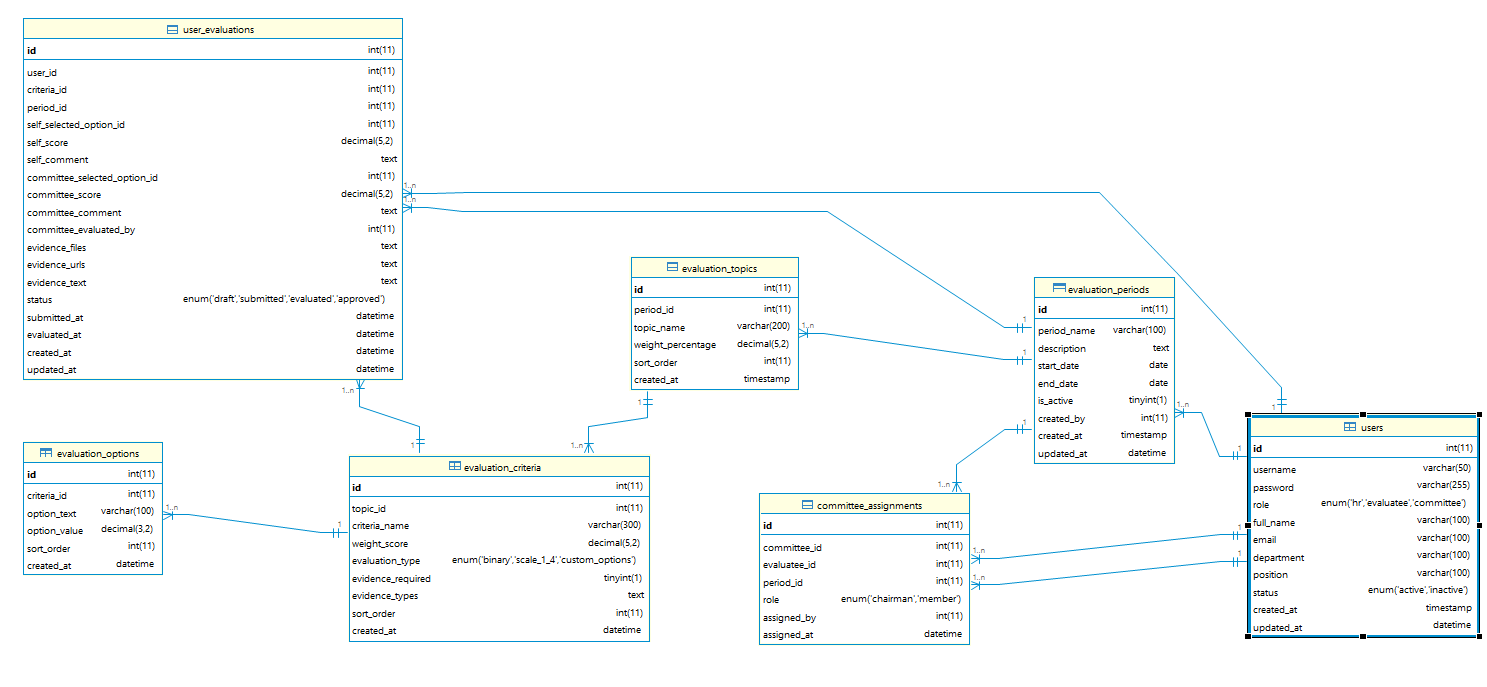 user_evaluations
id int(11)
user_id int(11)
criteria_id int(11)
period_id int(11)
self_selected_option_id int(11)
self_score decimal(5,2)
self_comment text
committee_selected_option_id int(11)
committee_score decimal(5,2)
committee_comment text
committee_evaluated_by int(11)
evidence_files text
evidence_urls text
evidence_text text
status enum('draft','submitted','evaluated','approved')
submitted_at datetime
evaluated_at datetime
created_at datetime
updated_at datetime
1..n
1..n
1..n
evaluation_topics
id int(11)
period_id int(11)
topic_name varchar(200)
weight_percentage decimal(5,2)
sort_order int(11)
created_at timestamp
1..n
1
evaluation_periods
id int(11)
period_name varchar(100)
description text
start_date date
end_date date
is_active tinyint(1)
created_by int(11)
created_at timestamp
updated_at datetime
1
1
1
1..n
evaluation_options
id int(11)
criteria_id int(11)
option_text varchar(100)
option_value decimal(3,2)
sort_order int(11)
created_at datetime
1..n
evaluation_criteria
id int(11)
topic_id int(11)
criteria_name varchar(300)
weight_score decimal(5,2)
evaluation_type enum('binary','scale_1_4','custom_options')
evidence_required tinyint(1)
evidence_types text
sort_order int(11)
created_at datetime
1
1..n
1
committee_assignments
id int(11)
committee_id int(11)
evaluatee_id int(11)
period_id int(11)
role enum('chairman','member')
assigned_by int(11)
assigned_at datetime
1..n
1..n
1..n
users
id int(11)
username varchar(50)
password varchar(255)
role enum('hr','evaluatee','committee')
full_name varchar(100)
email varchar(100)
department varchar(100)
position varchar(100)
status enum('active','inactive')
created_at timestamp
updated_at datetime
1
1
1
1